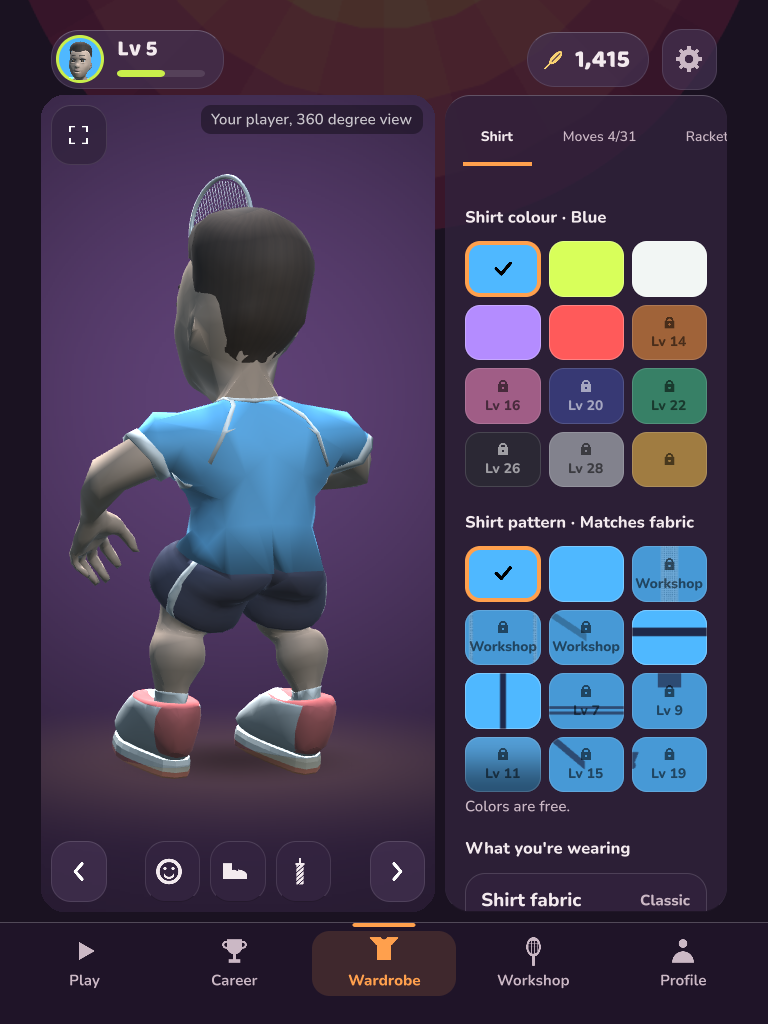 Lv 5
1,415
Your player, 360 degree view
Shirt
Moves 4/31
Racket
Shirt colour · Blue
Lv 14
Lv 16
Lv 20
Lv 22
Lv 26
Lv 28
Shirt pattern · Matches fabric
Workshop
Workshop
Workshop
Lv 7
Lv 9
Lv 11
Lv 15
Lv 19
Colors are free.
What you're wearing
Shirt fabric
Classic
Play
Career
Wardrobe
Workshop
Profile